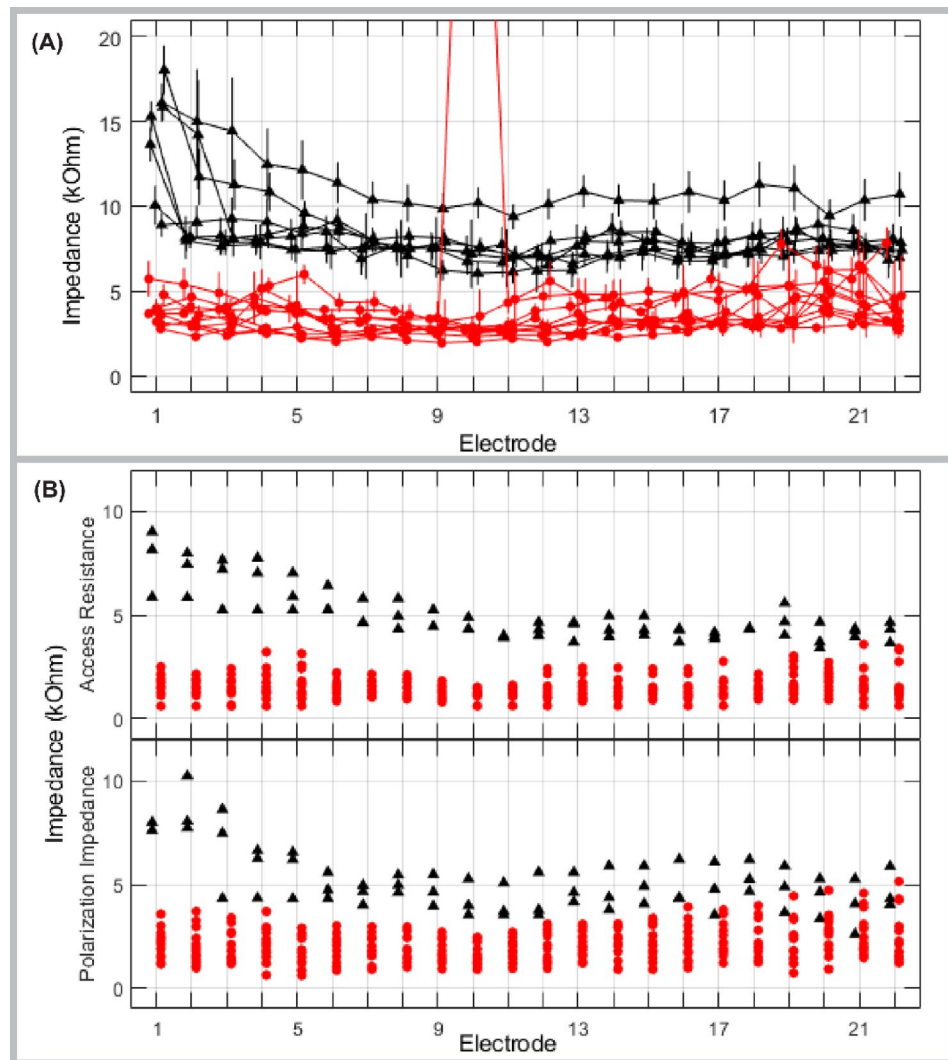 (A)
20
15
10
5
0
Impedance (kOhm)
1 5 9 13 17 21
Electrode
(B)
10
5
0
Access Resistance
Impedance (kOhm)
10
5
0
Polarization Impedance
1 5 9 13 17 21
Electrode